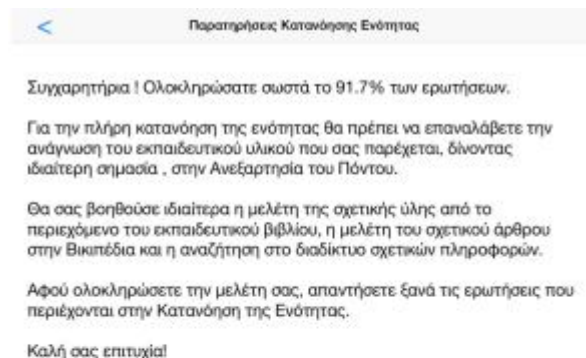 <
Παρατηρήσεις Κατανόησης Ενότητας
Συγχαρητήρια ! Ολοκληρώσατε σωστά το 91.7% των ερωτήσεων.
Για την πλήρη κατανόηση της ενότητας θα πρέπει να επαναλάβετε την
ανάγνωση του εκπαιδευτικού υλικού που σας παρέχεται, δίνοντας
ιδιαίτερη σημασία , στην Ανεξαρτησία του Πόντου.
Θα σας βοηθούσε ιδιαίτερα η μελέτη της σχετικής ύλης από το
περιεχόμενο του εκπαιδευτικού βιβλίου, η μελέτη του σχετικού άρθρου
στην Βικιπέδια και η αναζήτηση στο διαδίκτυο σχετικών πληροφορών.
Αφού ολοκληρώσετε την μελέτη σας, απαντήσετε ξανά τις ερωτήσεις που
περιέχονται στην Κατανόηση της Ενότητας.
Καλή σας επιτυχία!